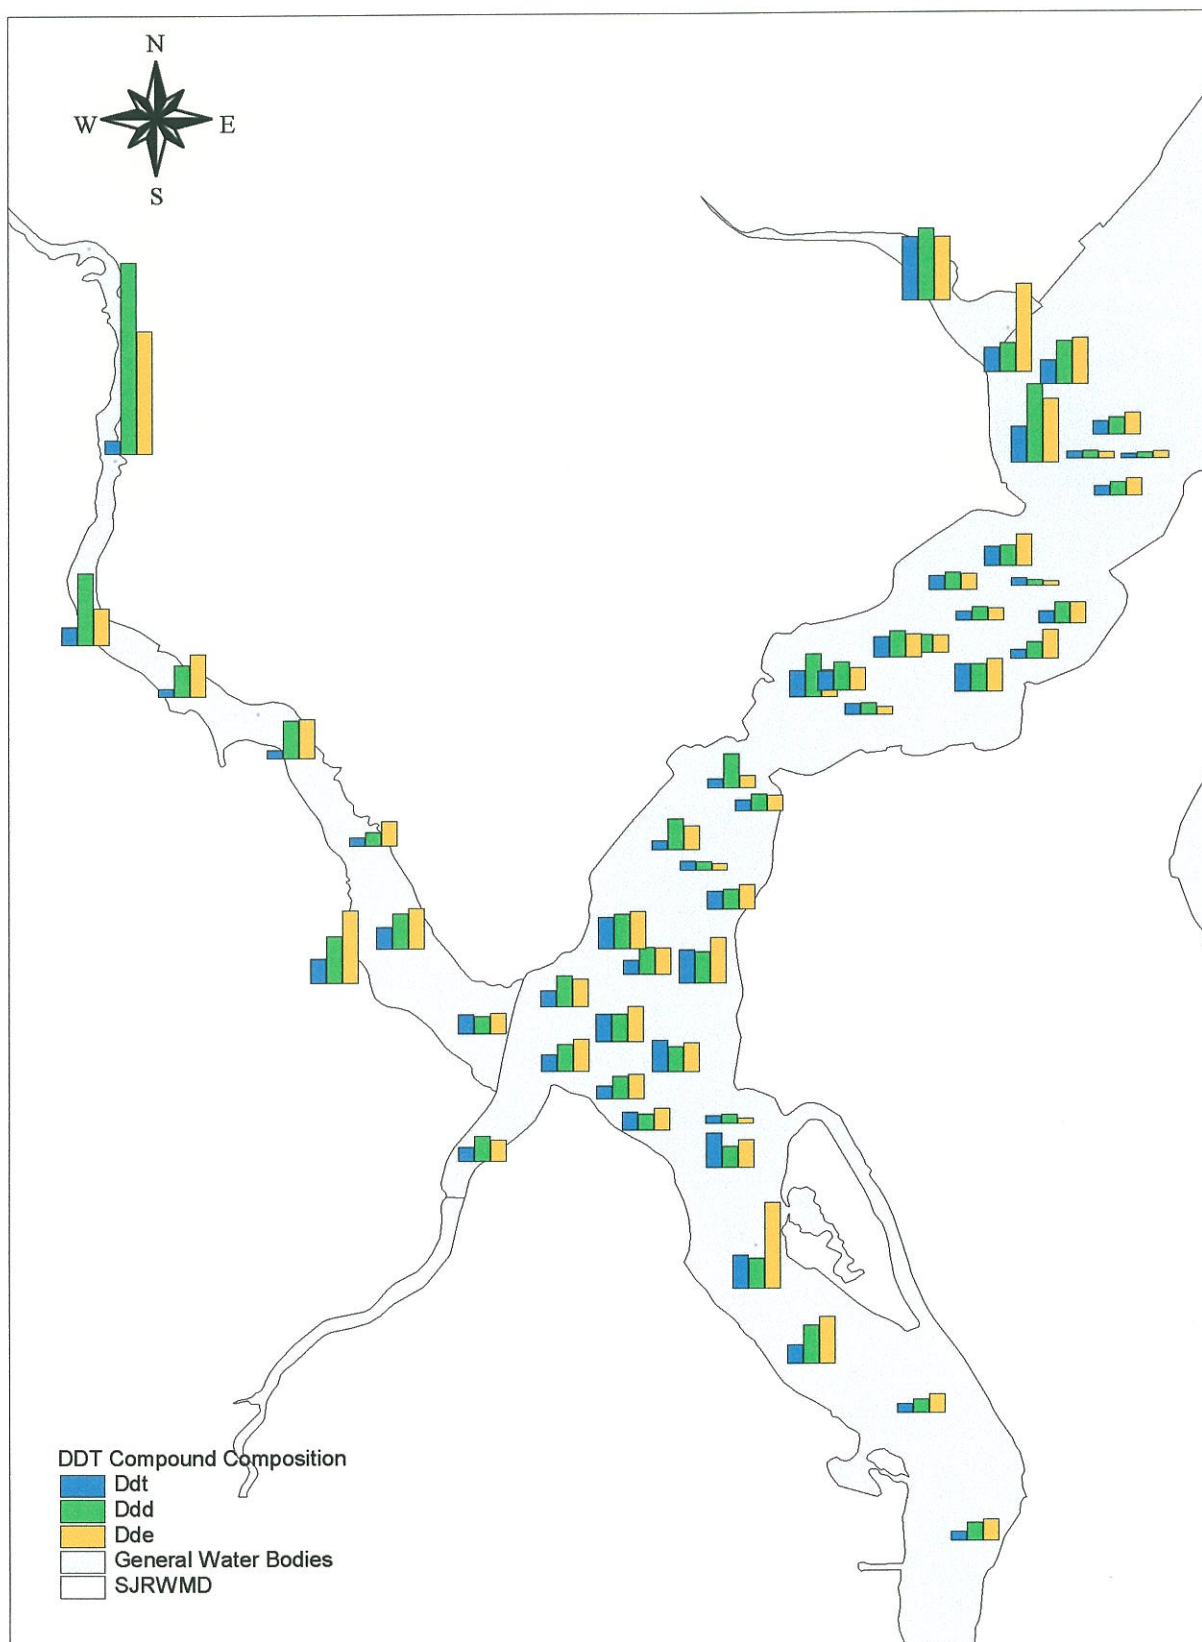 N
W E
S
DDT Compound Composition
Ddt
Ddd
Dde
General Water Bodies
SJRWMD